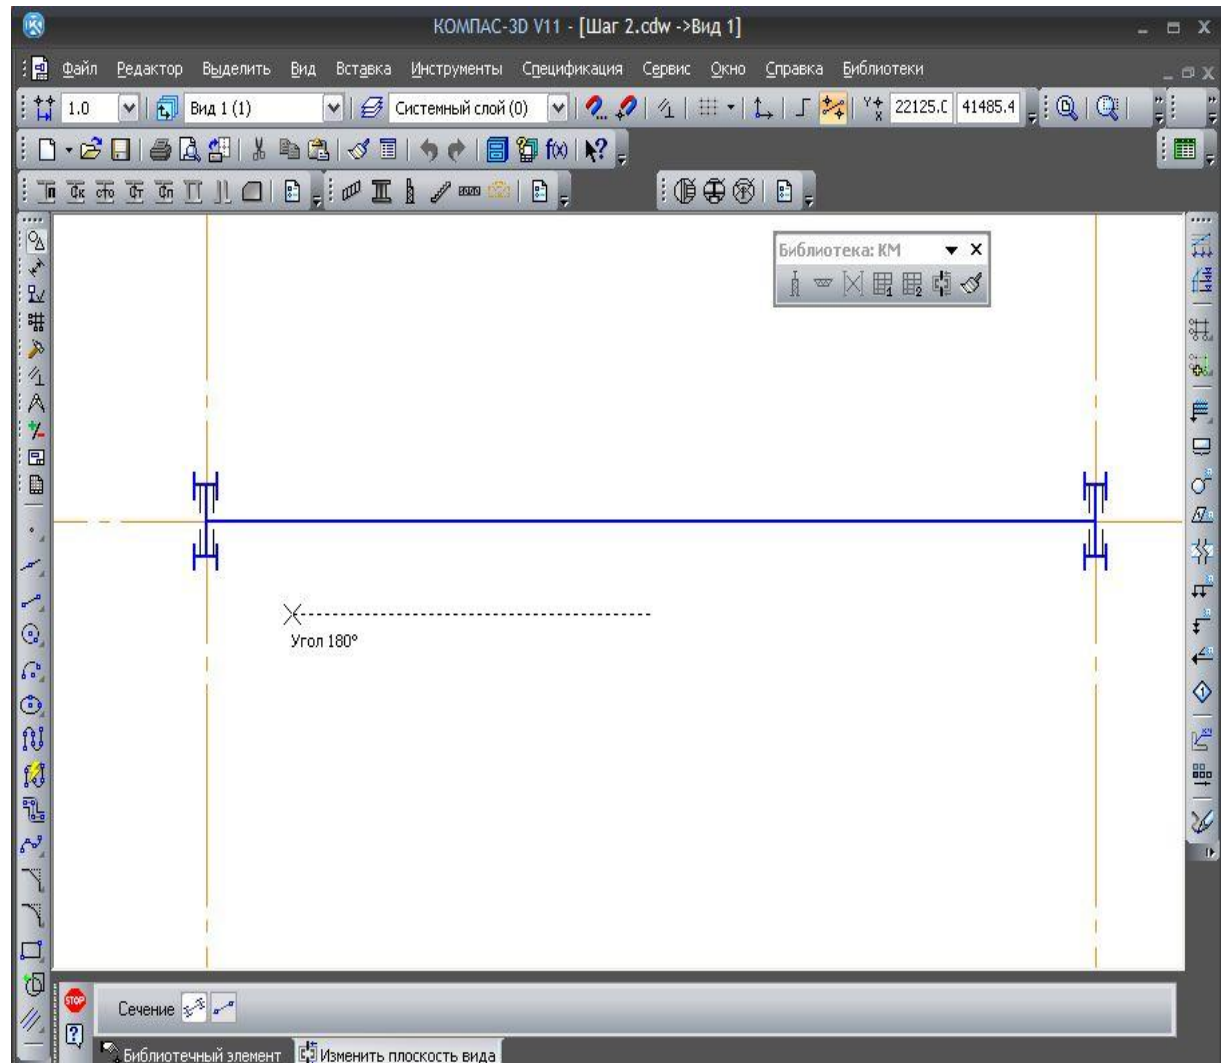 КОМПАС-3D V11 - [Шаг 2.cdw ->Вид 1]
Файл Редактор Выделить Вид Вставка Инструменты Спецификация Сервис Окно Справка Библиотеки
1.0 Вид 1 (1) Системный слой (0) 22125.0 41485.4
f(x)
Библиотека: КМ
Угол 180°
STOP Сечение
Библиотечный элемент Изменить плоскость вида